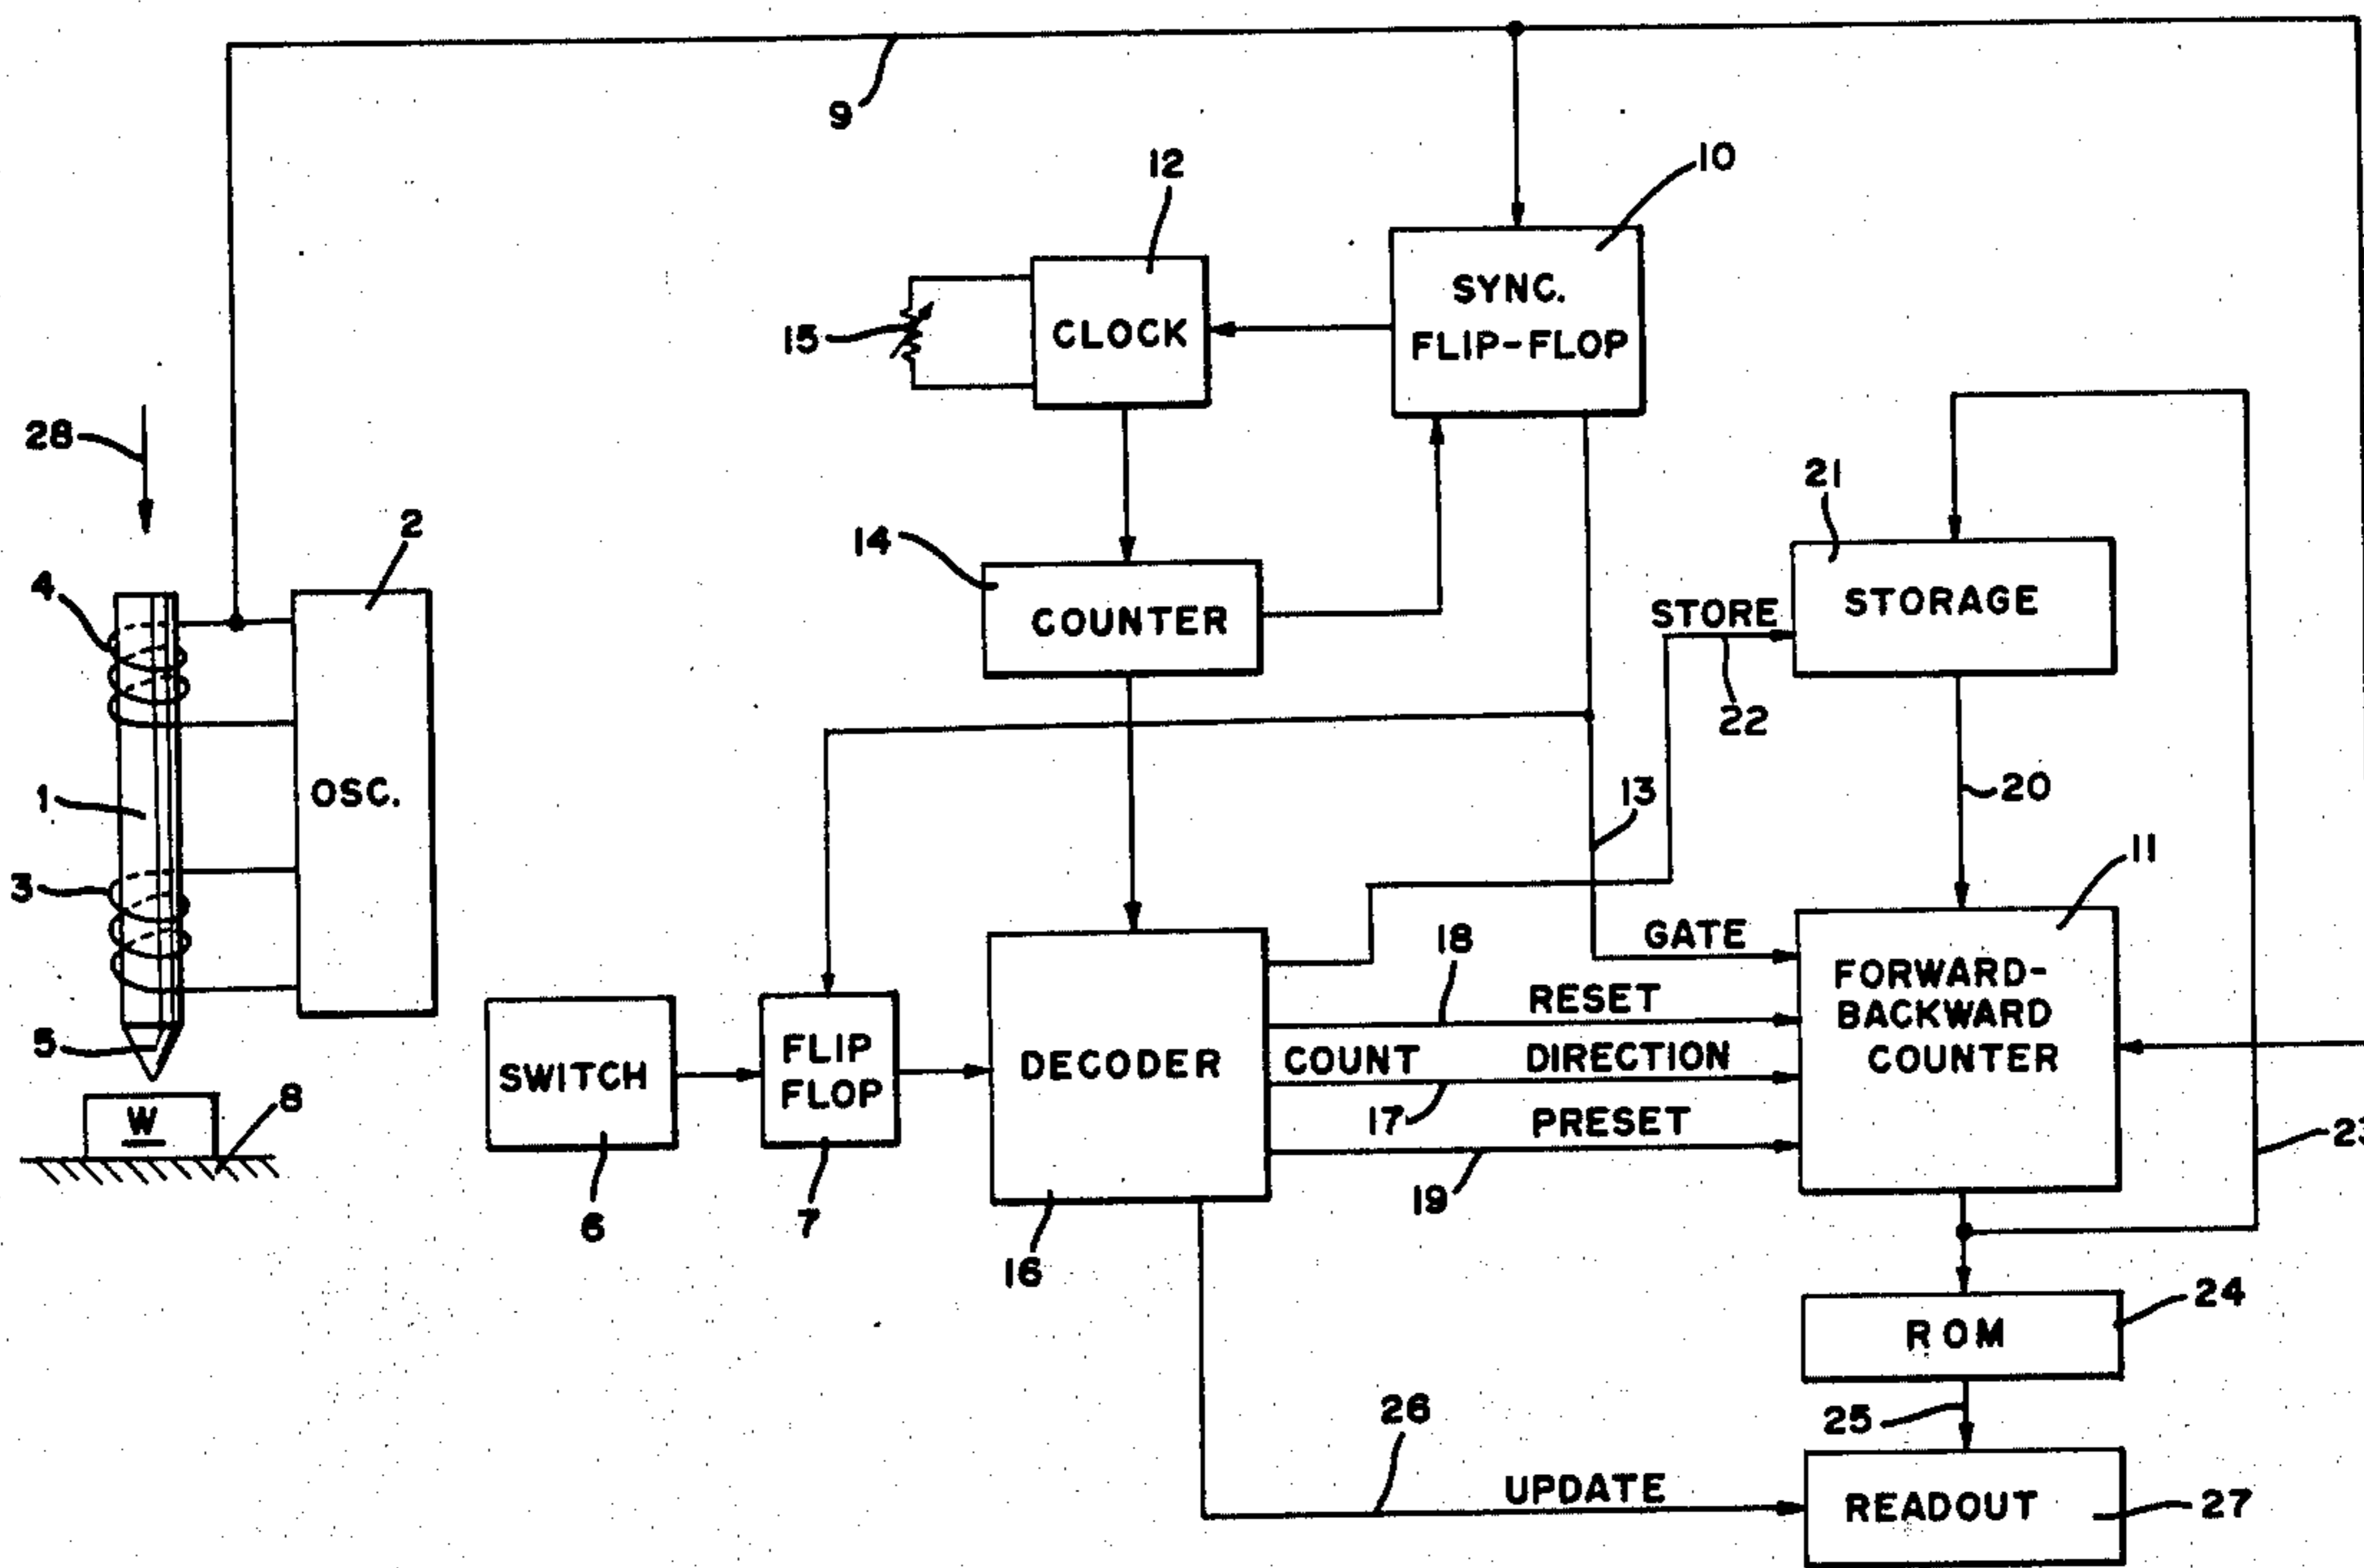 9
12
10
SYNC.
FLIP-FLOP
15
CLOCK
28
21
2
14
4
STORAGE
STORE
COUNTER
22
1
OSC.
13
20
11
3
18
GATE
FORWARD-
BACKWARD
COUNTER
RESET
5
SWITCH
FLIP
FLOP
DECODER
COUNT DIRECTION
8
W
17
PRESET
23
6
7
19
16
24
ROM
26
25
UPDATE
READOUT
27